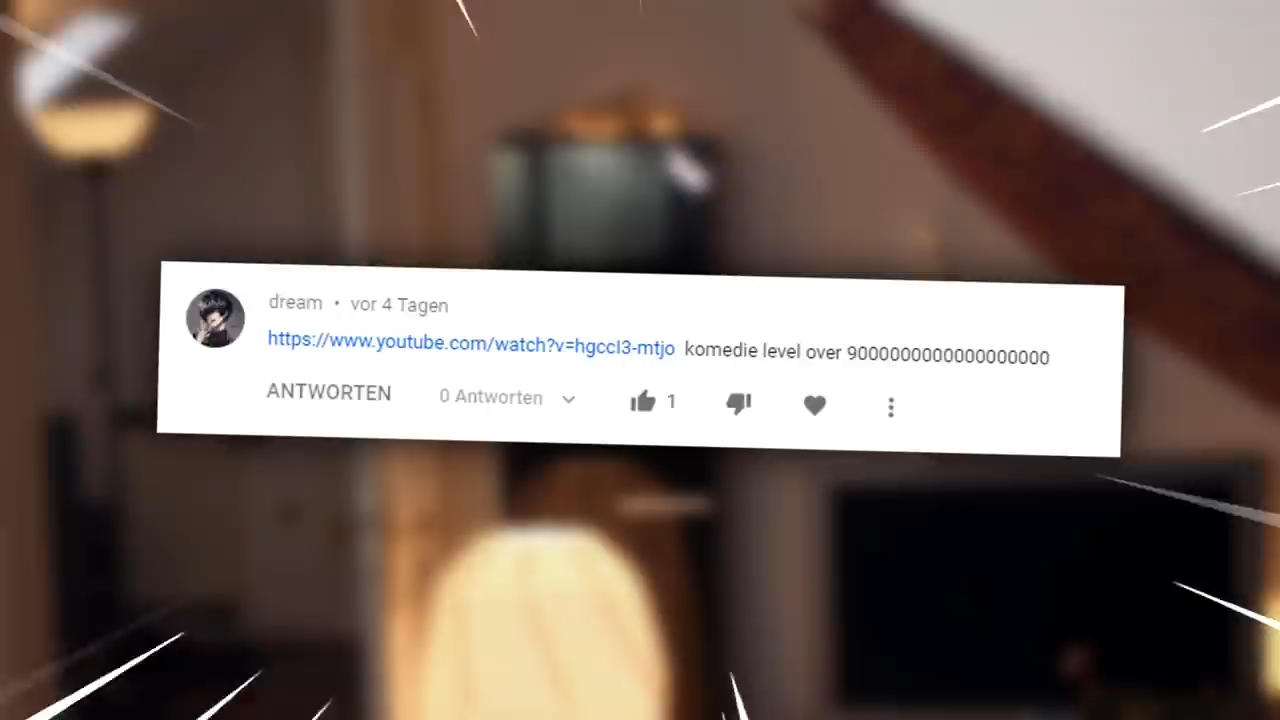 dream • vor 4 Tagen
https://www.youtube.com/watch?v=hgccI3-mtjo komedie level over 9000000000000000000
ANTWORTEN 0 Antworten 1